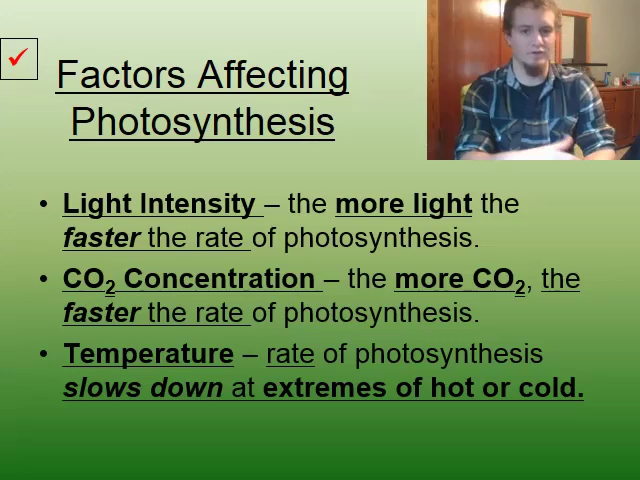 Factors Affecting
Photosynthesis
• Light Intensity – the more light the
faster the rate of photosynthesis.
• CO₂ Concentration – the more CO₂, the
faster the rate of photosynthesis.
• Temperature – rate of photosynthesis
slows down at extremes of hot or cold.